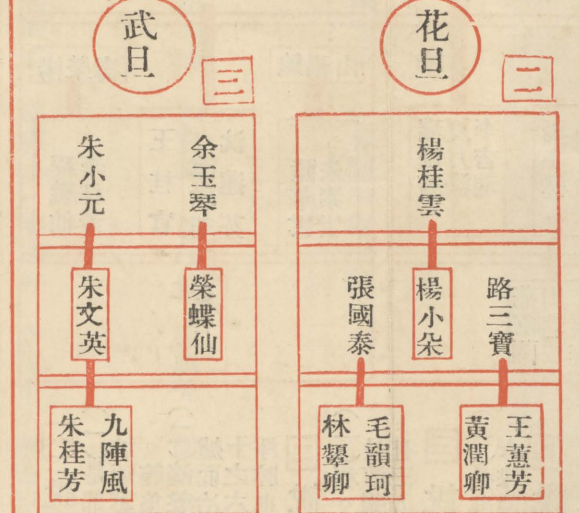 二
花旦
楊桂雲
路三寶
楊小朵
張國泰
王蕙芳
黃潤卿
毛韻珂
林顰卿
三
武旦
余玉琴
朱小元
榮蝶仙
朱文英
九陣風
朱桂芳